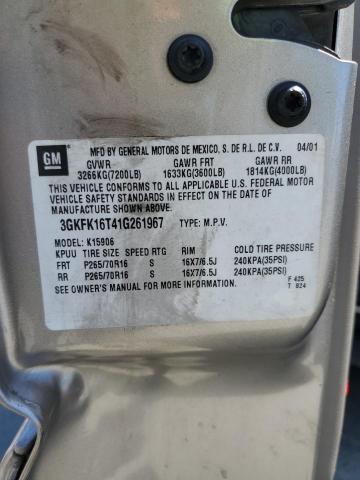 GM
MFD BY GENERAL MOTORS DE MEXICO, S. DE R.L. DE C.V. 04/01
GVWR GAWR FRT GAWR RR
3266KG(7200LB) 1633KG(3600LB) 1814KG(4000LB)
THIS VEHICLE CONFORMS TO ALL APPLICABLE U.S. FEDERAL MOTOR
VEHICLE SAFETY STANDARDS IN EFFECT ON THE DATE OF
MANUFACTURE SHOWN ABOVE.
3GKFK16T41G261967 TYPE: M.P.V.
MODEL: K15906
KPUU TIRE SIZE SPEED RTG RIM COLD TIRE PRESSURE
FRT P265/70R16 S 16X7/6.5J 240KPA(35PSI)
RR P265/70R16 S 16X7/6.5J 240KPA(35PSI)
SEE OWNER'S MANUAL FOR MORE INFORMATION. F 425
T 824